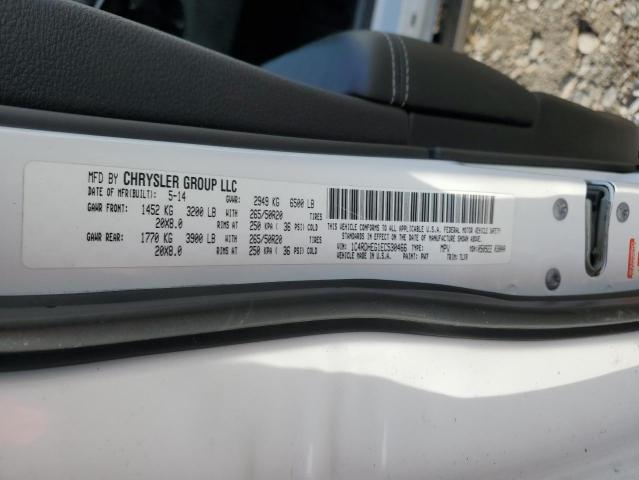 MFD BY CHRYSLER GROUP LLC
DATE OF MFR(BUILT): 5-14 GVWR: 2949 KG 6500 LB
GAWR FRONT: 1452 KG 3200 LB WITH 265/50R20 TIRES
20X8.0 RIMS AT 250 KPA ( 36 PSI) COLD
GAWR REAR: 1770 KG 3900 LB WITH 265/50R20 TIRES
20X8.0 RIMS AT 250 KPA ( 36 PSI) COLD
THIS VEHICLE CONFORMS TO ALL APPLICABLE U.S.A. FEDERAL MOTOR VEHICLE SAFETY
STANDARDS IN EFFECT ON THE DATE OF MANUFACTURE SHOWN ABOVE.
VIN: 1C4RDHEG1EC530466 TYPE: MPV MDH:
VEHICLE MADE IN U.S.A. PAINT: PW7 TRIM: TLX9